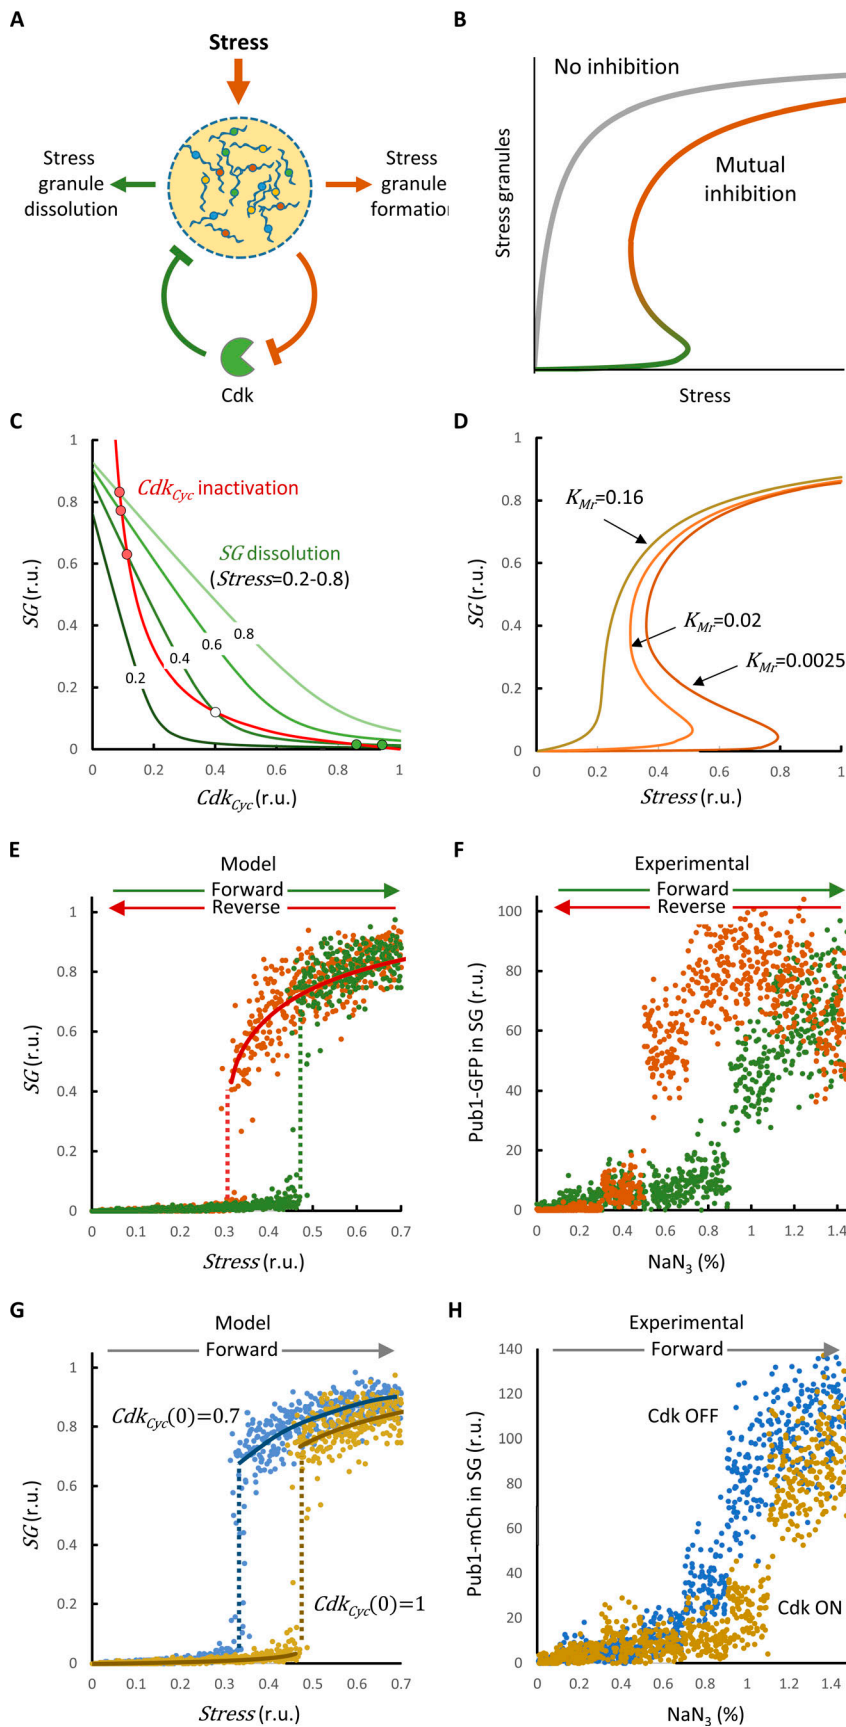 A
Stress
Stress
granule
dissolution
Stress
granule
formation
Cdk
B
No inhibition
Mutual
inhibition
Stress granules
Stress
C
Cdk_Cyc inactivation
SG dissolution
(Stress=0.2-0.8)
0.8
0.6
0.4
0.2
SG (r.u.)
1
0.8
0.6
0.4
0.2
0
0 0.2 0.4 0.6 0.8 1
Cdk_Cyc (r.u.)
D
K_Mr=0.16
K_Mr=0.02
K_Mr=0.0025
SG (r.u.)
1
0.8
0.6
0.4
0.2
0
0 0.2 0.4 0.6 0.8 1
Stress (r.u.)
E
Model
Forward
Reverse
SG (r.u.)
1
0.8
0.6
0.4
0.2
0
0 0.1 0.2 0.3 0.4 0.5 0.6 0.7
Stress (r.u.)
F
Experimental
Forward
Reverse
Pub1-GFP in SG (r.u.)
100
80
60
40
20
0
0 0.2 0.4 0.6 0.8 1 1.2 1.4
NaN₃ (%)
G
Model
Forward
Cdk_Cyc(0)=0.7
Cdk_Cyc(0)=1
SG (r.u.)
1
0.8
0.6
0.4
0.2
0
0 0.1 0.2 0.3 0.4 0.5 0.6 0.7
Stress (r.u.)
H
Experimental
Forward
Cdk OFF
Cdk ON
Pub1-mCh in SG (r.u.)
140
120
100
80
60
40
20
0
0 0.2 0.4 0.6 0.8 1 1.2 1.4
NaN₃ (%)